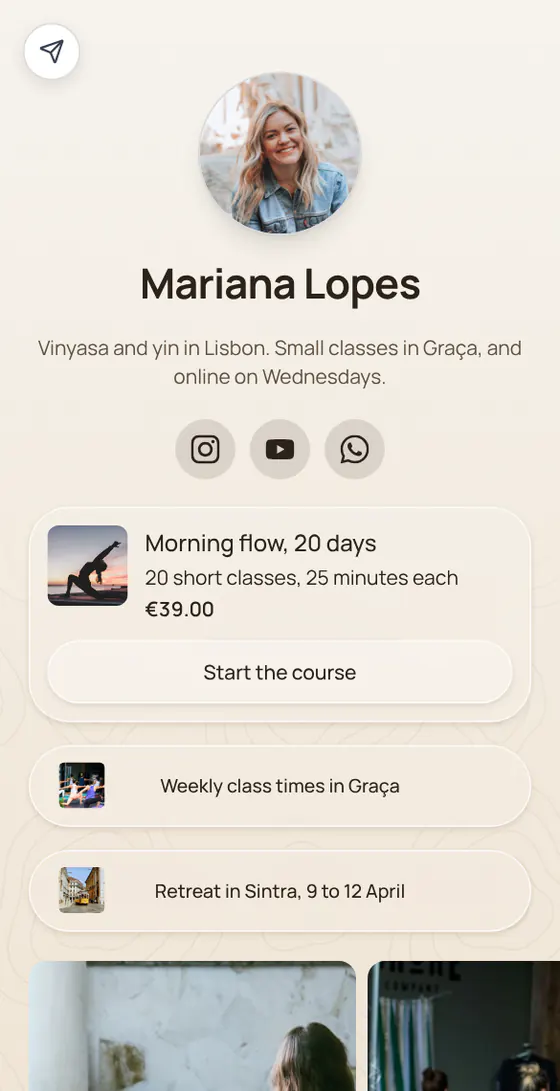 Mariana Lopes
Vinyasa and yin in Lisbon. Small classes in Graça, and
online on Wednesdays.
Morning flow, 20 days
20 short classes, 25 minutes each
€39.00
Start the course
Weekly class times in Graça
Retreat in Sintra, 9 to 12 April
COMPANY